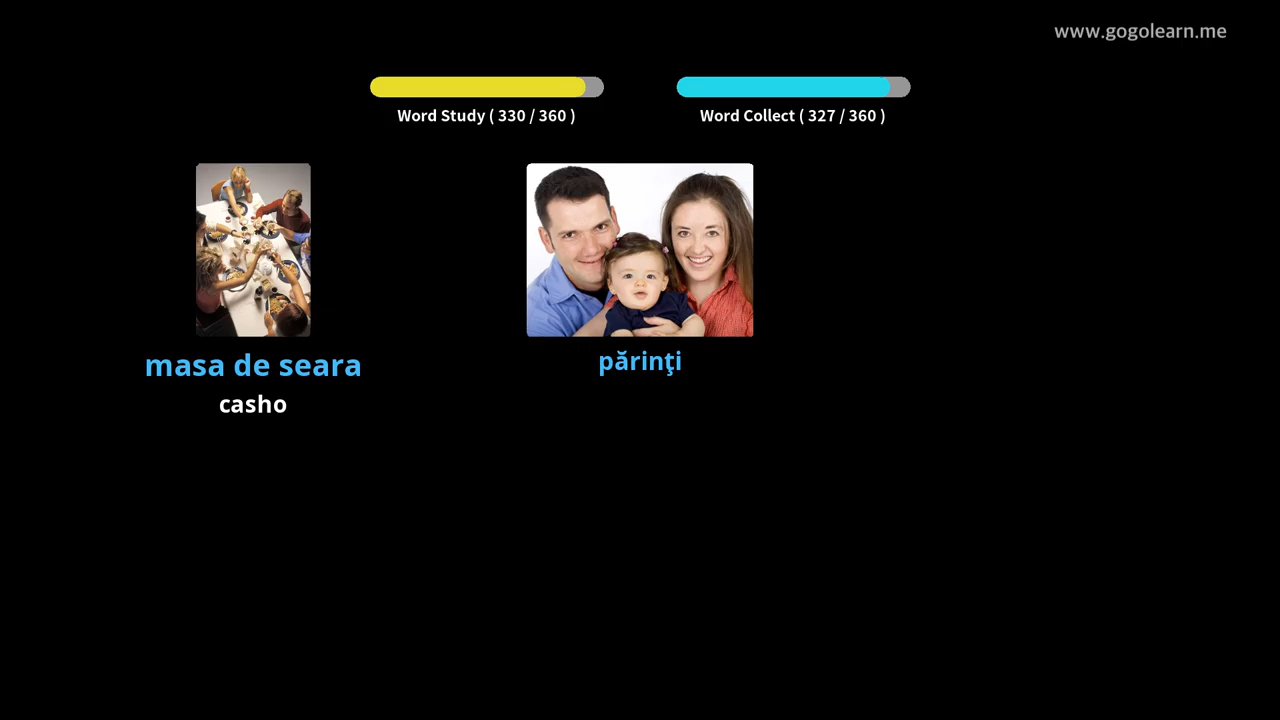 www.gogolearn.me
Word Study ( 330 / 360 )
Word Collect ( 327 / 360 )
masa de seara
casho
părinţi